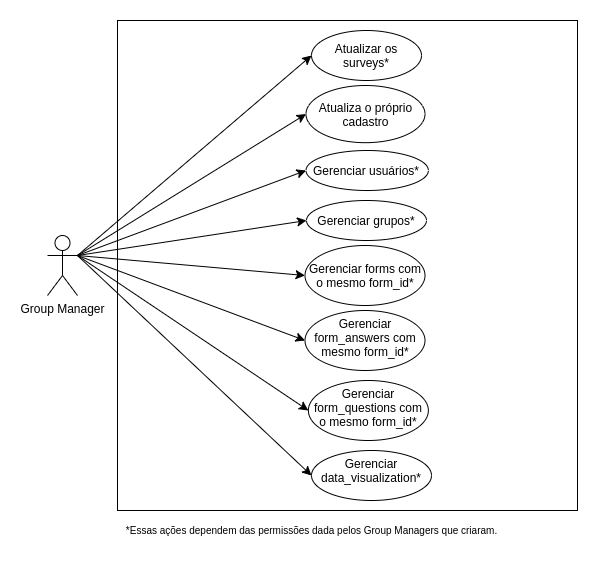 Atualizar os
surveys*
Atualiza o próprio
cadastro
Gerenciar usuários*
Gerenciar grupos*
Gerenciar forms com
o mesmo form_id*
Group Manager
Gerenciar
form_answers com
mesmo form_id*
Gerenciar
form_questions com
o mesmo form_id*
Gerenciar
data_visualization*
*Essas ações dependem das permissões dada pelos Group Managers que criaram.